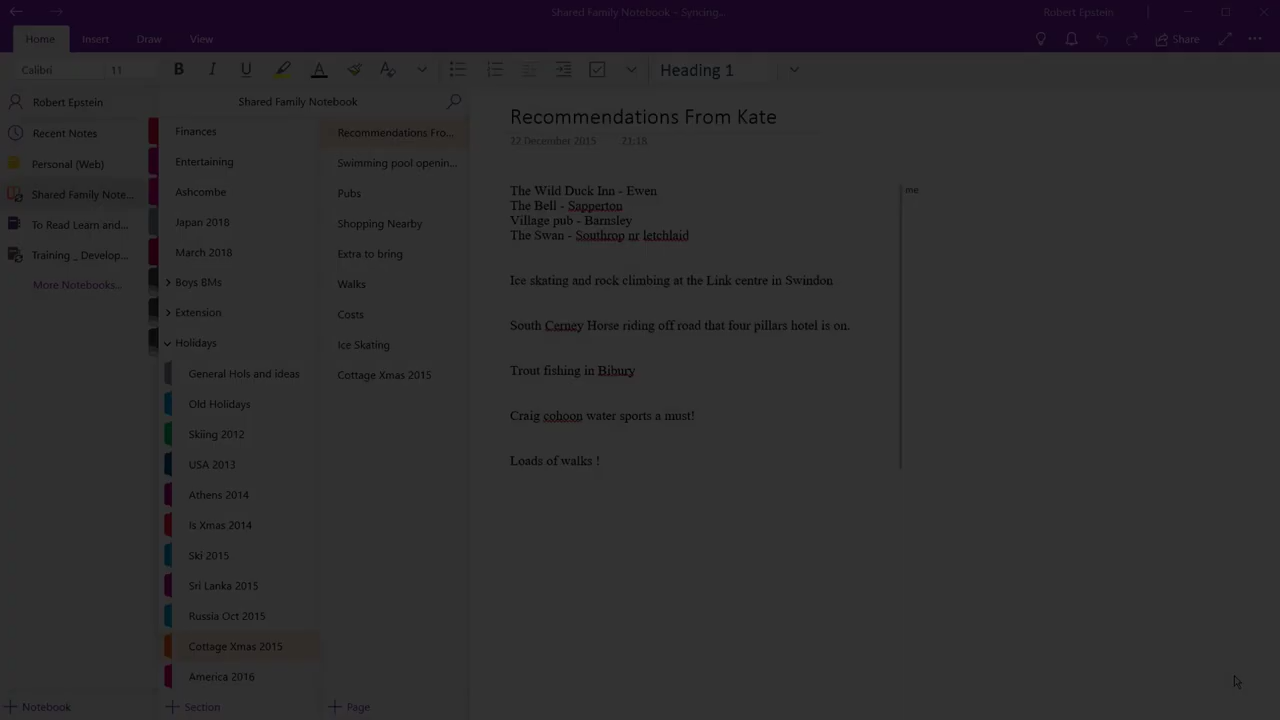 Shared Family Notebook – Syncing...
Robert Epstein
Home
Insert
Draw
View
Share
Calibri
11
B
I
U
A
Heading 1
Robert Epstein
Recent Notes
Personal (Web)
Shared Family Note...
To Read Learn and...
Training _ Develop...
More Notebooks...
Notebook
Shared Family Notebook
Finances
Entertaining
Ashcombe
Japan 2018
March 2018
Boys BMs
Extension
Holidays
General Hols and ideas
Old Holidays
Skiing 2012
USA 2013
Athens 2014
Is Xmas 2014
Ski 2015
Sri Lanka 2015
Russia Oct 2015
Cottage Xmas 2015
America 2016
Section
Recommendations Fro...
Swimming pool openin...
Pubs
Shopping Nearby
Extra to bring
Walks
Costs
Ice Skating
Cottage Xmas 2015
Page
Recommendations From Kate
22 December 2015 21:18
The Wild Duck Inn - Ewen
The Bell - Sapperton
Village pub - Barnsley
The Swan - Southrop nr letchlaid
Ice skating and rock climbing at the Link centre in Swindon
South Cerney Horse riding off road that four pillars hotel is on.
Trout fishing in Bibury
Craig cohoon water sports a must!
Loads of walks !
me